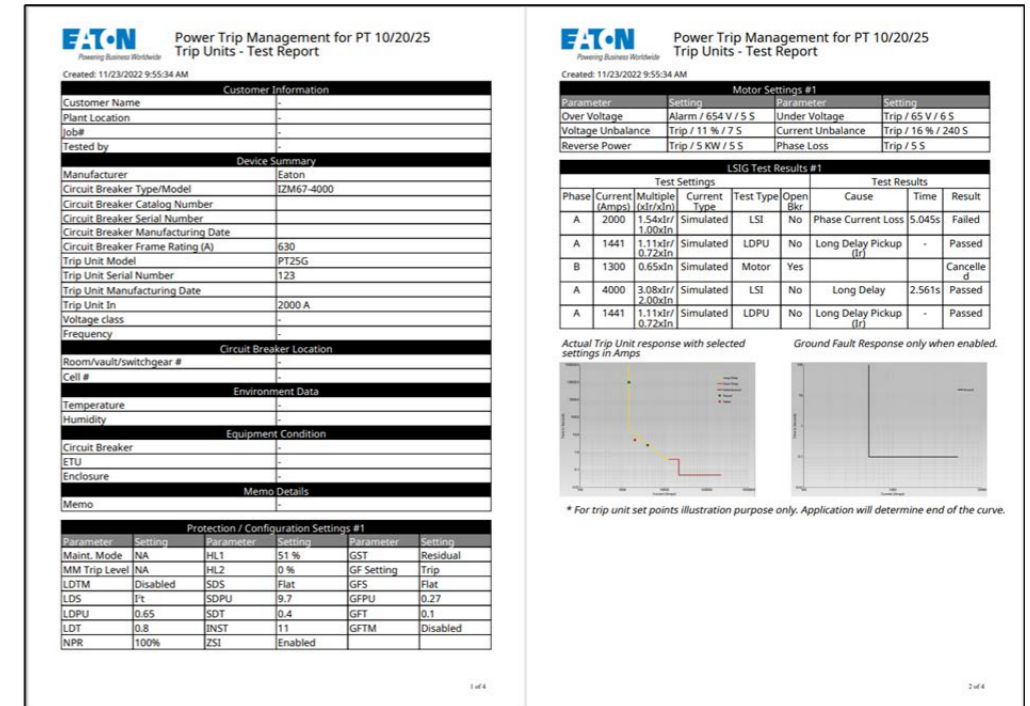 EATON
Powering Business Worldwide
Power Trip Management for PT 10/20/25
Trip Units - Test Report
Created: 11/23/2022 9:55:34 AM
Customer Information
Customer Name -
Plant Location -
Job# -
Tested by -
Device Summary
Manufacturer Eaton
Circuit Breaker Type/Model IZM67-4000
Circuit Breaker Catalog Number
Circuit Breaker Serial Number
Circuit Breaker Manufacturing Date
Circuit Breaker Frame Rating (A) 630
Trip Unit Model PT25G
Trip Unit Serial Number 123
Trip Unit Manufacturing Date
Trip Unit In 2000 A
Voltage class -
Frequency -
Circuit Breaker Location
Room/vault/switchgear # -
Cell # -
Environment Data
Temperature -
Humidity -
Equipment Condition
Circuit Breaker -
ETU -
Enclosure -
Memo Details
Memo -
Protection / Configuration Settings #1
Parameter Setting Parameter Setting Parameter Setting
Maint. Mode NA HL1 51 % GST Residual
MM Trip Level NA HL2 0 % GF Setting Trip
LDTM Disabled SDS Flat GFS Flat
LDS I²t SDPU 9.7 GFPU 0.27
LDPU 0.65 SDT 0.4 GFT 0.1
LDT 0.8 INST 11 GFTM Disabled
NPR 100% ZSI Enabled
1 of 4
EATON
Powering Business Worldwide
Power Trip Management for PT 10/20/25
Trip Units - Test Report
Created: 11/23/2022 9:55:34 AM
Motor Settings #1
Parameter Setting Parameter Setting
Over Voltage Alarm / 654 V / 5 S Under Voltage Trip / 65 V / 6 S
Voltage Unbalance Trip / 11 % / 7 S Current Unbalance Trip / 16 % / 240 S
Reverse Power Trip / 5 KW / 5 S Phase Loss Trip / 5 S
LSIG Test Results #1
Test Settings Test Results
Phase Current Multiple Current Test Type Open Cause Time Result
(Amps) (xIr/xIn) Type Bkr
A 2000 1.54xIr/ Simulated LSI No Phase Current Loss 5.045s Failed
1.00xIn
A 1441 1.11xIr/ Simulated LDPU No Long Delay Pickup - Passed
0.72xIn (Ir)
B 1300 0.65xIn Simulated Motor Yes Cancelle
d
A 4000 3.08xIr/ Simulated LSI No Long Delay 2.561s Passed
2.00xIn
A 1441 1.11xIr/ Simulated LDPU No Long Delay Pickup - Passed
0.72xIn (Ir)
Actual Trip Unit response with selected
settings in Amps
Ground Fault Response only when enabled.
* For trip unit set points illustration purpose only. Application will determine end of the curve.
2 of 4